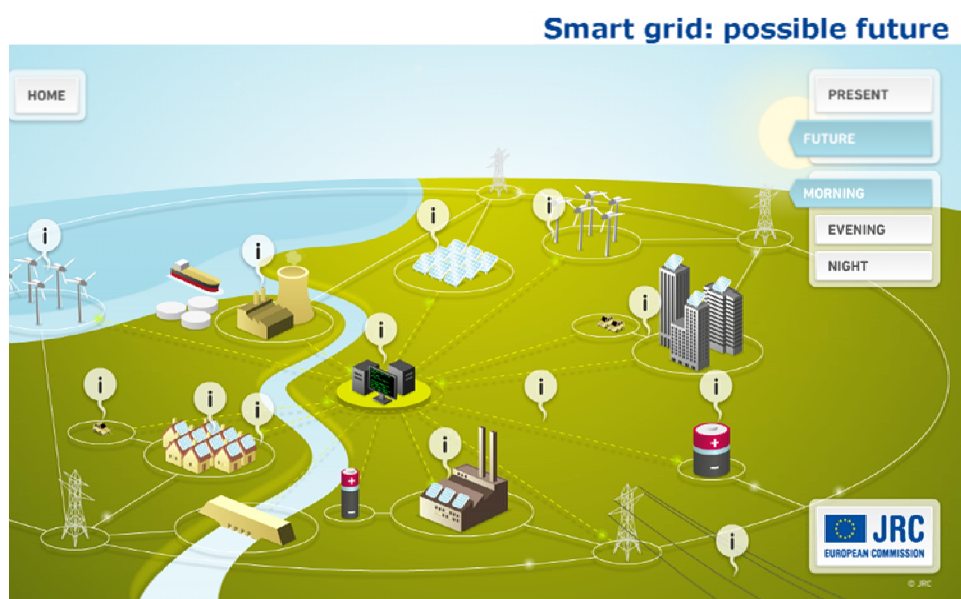 Smart grid: possible future
HOME
PRESENT
FUTURE
MORNING
EVENING
NIGHT
i
i
i
i
i
i
i
i
i
i
i
i
i
JRC
EUROPEAN COMMISSION
© JRC